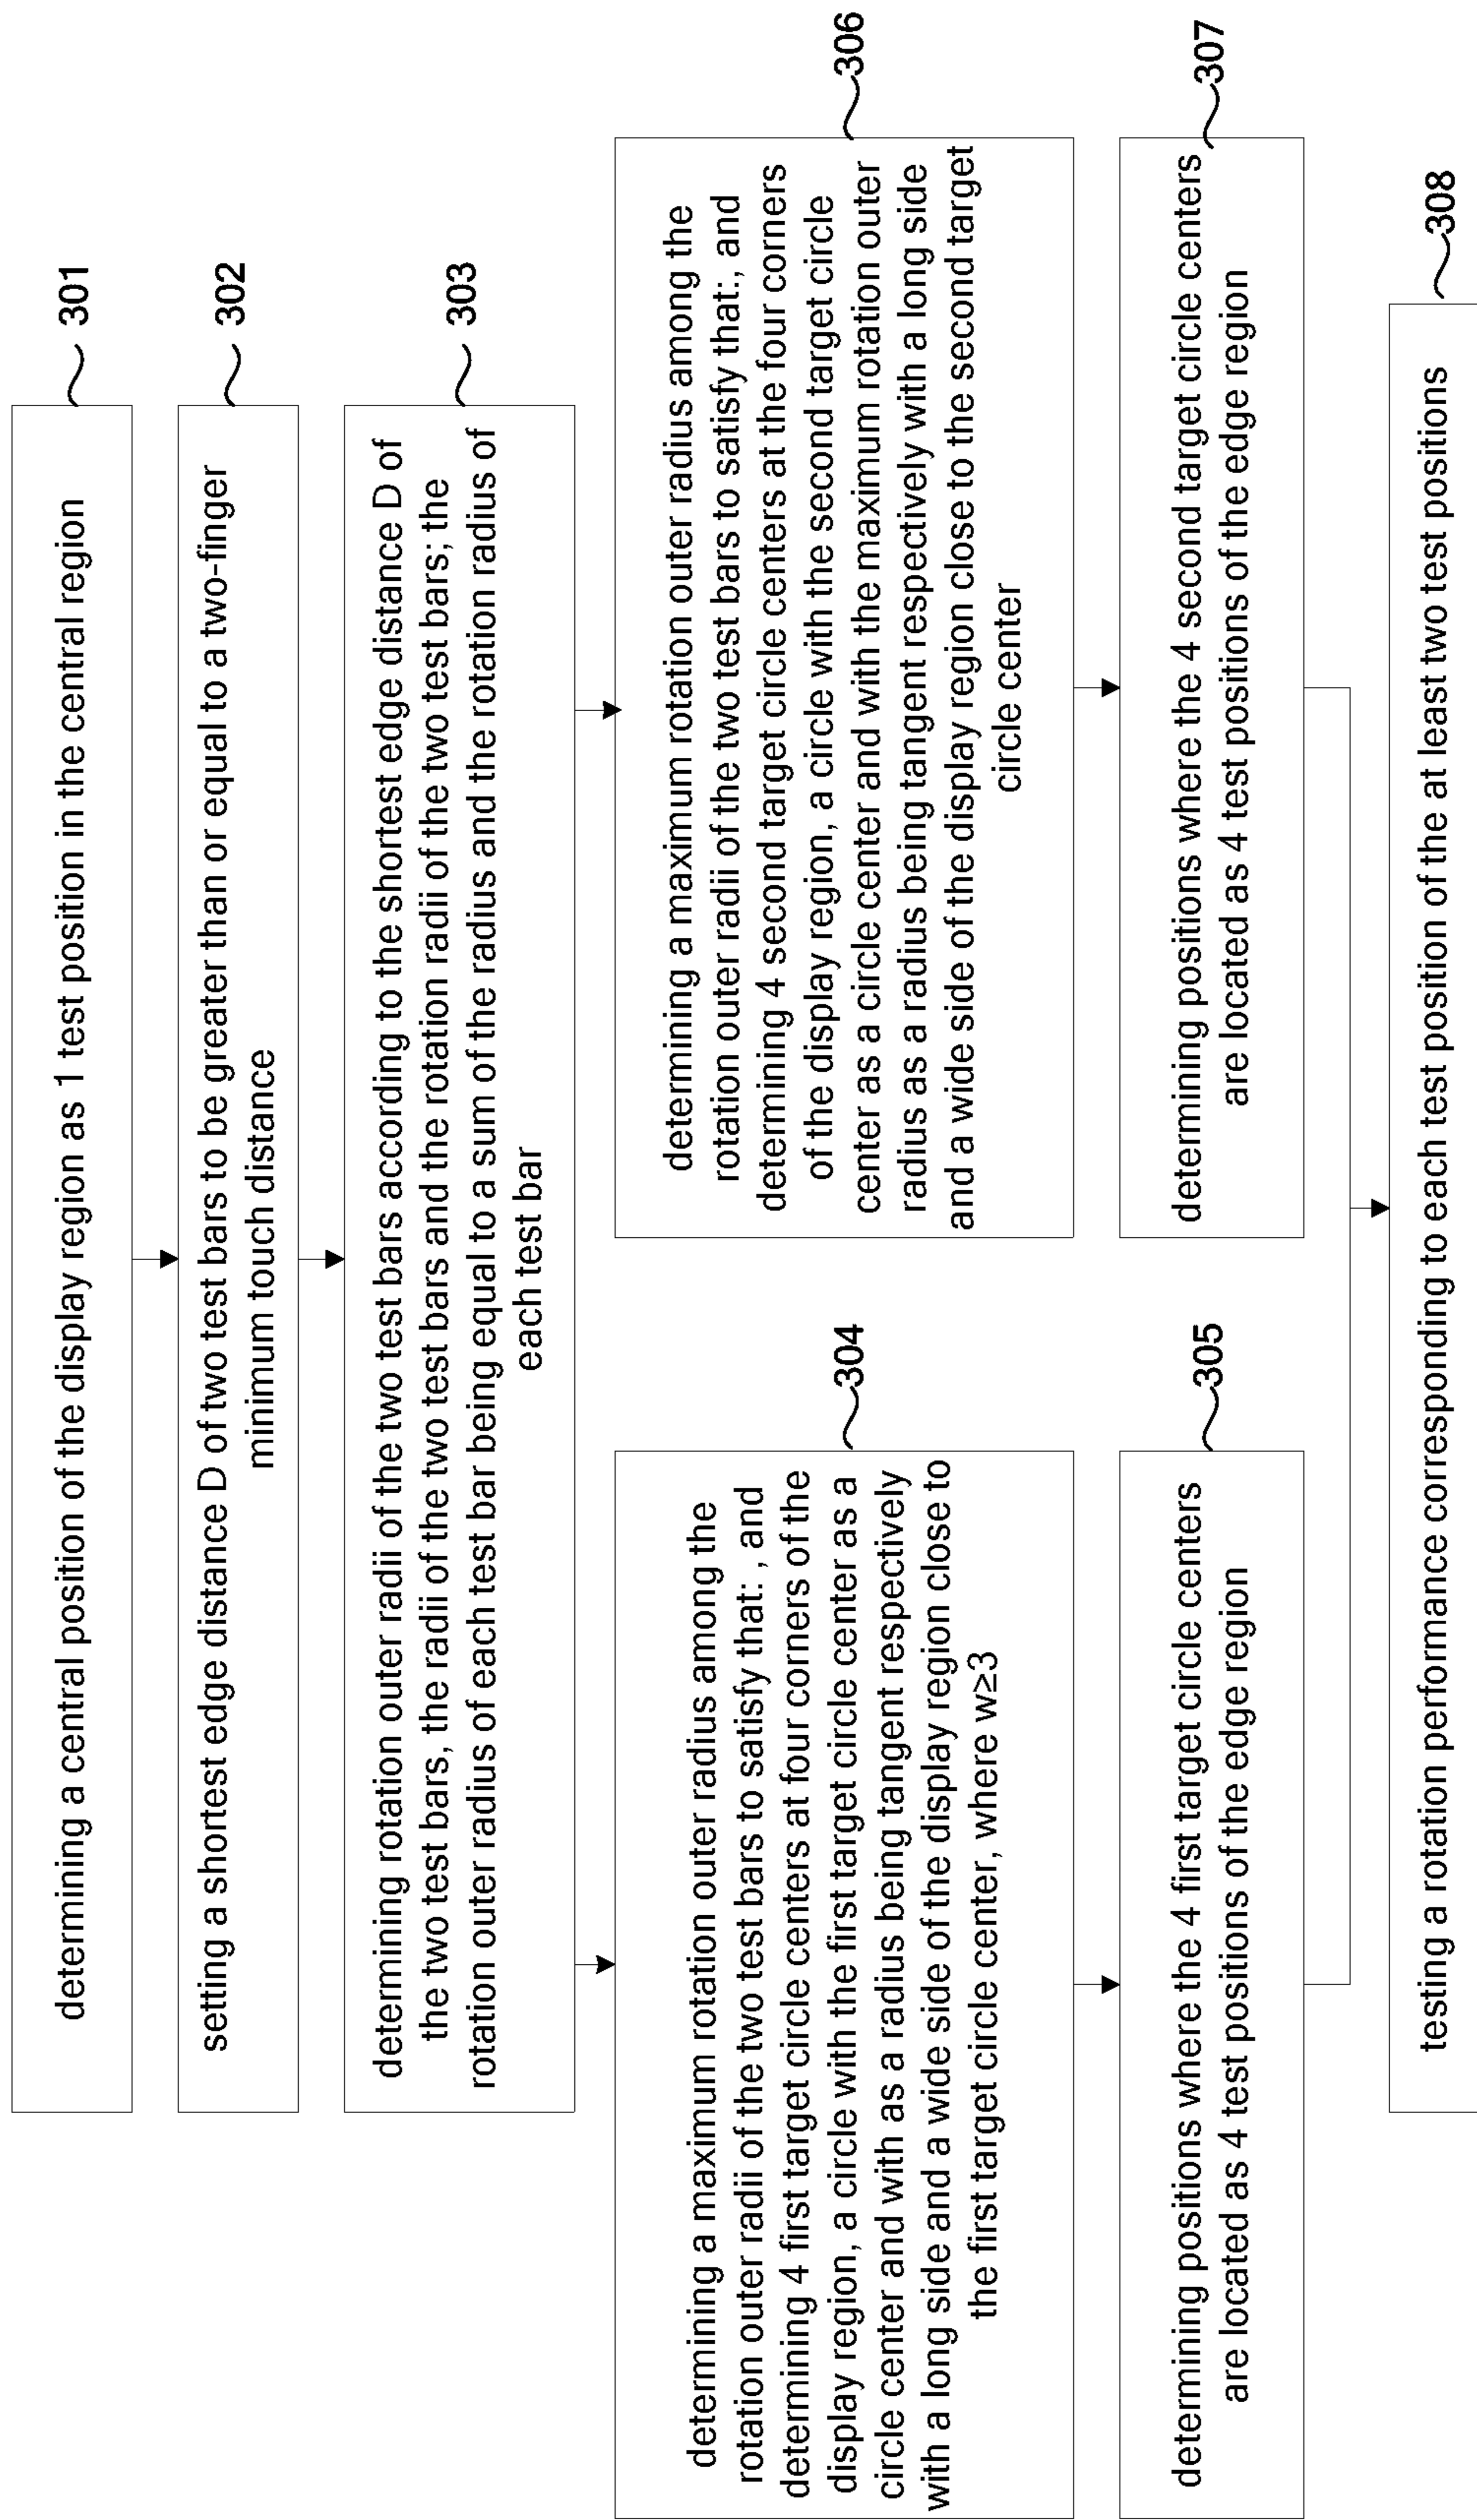 determining a central position of the display region as 1 test position in the central region
301
setting a shortest edge distance D of two test bars to be greater than or equal to a two-finger
minimum touch distance
302
determining rotation outer radii of the two test bars according to the shortest edge distance D of
the two test bars, the radii of the two test bars and the rotation radii of the two test bars; the
rotation outer radius of each test bar being equal to a sum of the radius and the rotation radius of
each test bar
303
determining a maximum rotation outer radius among the
rotation outer radii of the two test bars to satisfy that: , and
determining 4 first target circle centers at four corners of the
display region, a circle with the first target circle center as a
circle center and with as a radius being tangent respectively
with a long side and a wide side of the display region close to
the first target circle center, where w≥3
304
determining positions where the 4 first target circle centers
are located as 4 test positions of the edge region
305
determining a maximum rotation outer radius among the
rotation outer radii of the two test bars to satisfy that:, and
determining 4 second target circle centers at the four corners
of the display region, a circle with the second target circle
center as a circle center and with the maximum rotation outer
radius as a radius being tangent respectively with a long side
and a wide side of the display region close to the second target
circle center
306
determining positions where the 4 second target circle centers
are located as 4 test positions of the edge region
307
testing a rotation performance corresponding to each test position of the at least two test positions
308